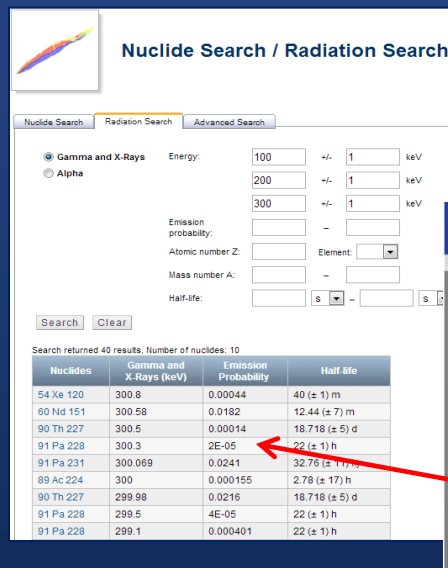 Nuclide Search / Radiation Search
Nuclide Search Radiation Search Advanced Search
Gamma and X-Rays Energy: 100 +/- 1 keV
Alpha 200 +/- 1 keV
300 +/- 1 keV
Emission
probability: –
Atomic number Z: Element:
Mass number A: –
Half-life: s – s
Search Clear
Search returned 40 results, Number of nuclides: 10
Nuclides Gamma and X-Rays (keV) Emission Probability Half-life
54 Xe 120 300.8 0.00044 40 (± 1) m
60 Nd 151 300.58 0.0182 12.44 (± 7) m
90 Th 227 300.5 0.00014 18.718 (± 5) d
91 Pa 228 300.3 2E-05 22 (± 1) h
91 Pa 231 300.069 0.0241 32.76 (± 11)
89 Ac 224 300 0.000155 2.78 (± 17) h
90 Th 227 299.98 0.0216 18.718 (± 5) d
91 Pa 228 299.5 4E-05 22 (± 1) h
91 Pa 228 299.1 0.000401 22 (± 1) h